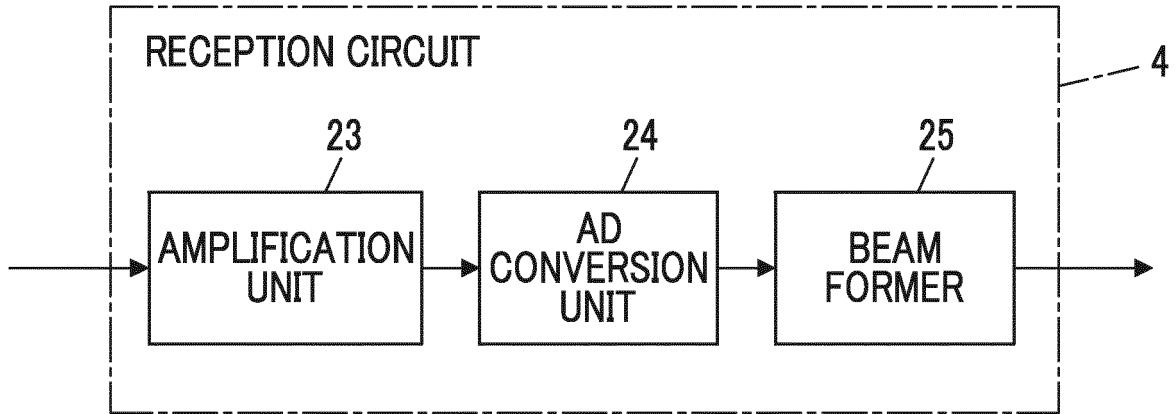 RECEPTION CIRCUIT
4
23
24
25
AMPLIFICATION
UNIT
AD
CONVERSION
UNIT
BEAM
FORMER